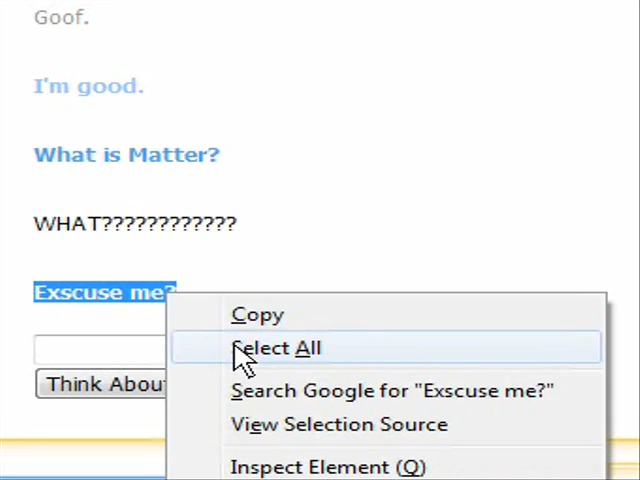 Goof.
I'm good.
What is Matter?
WHAT????????????
Exscuse me?
Copy
Select All
Think Abou
Search Google for "Exscuse me?"
View Selection Source
Inspect Element (Q)